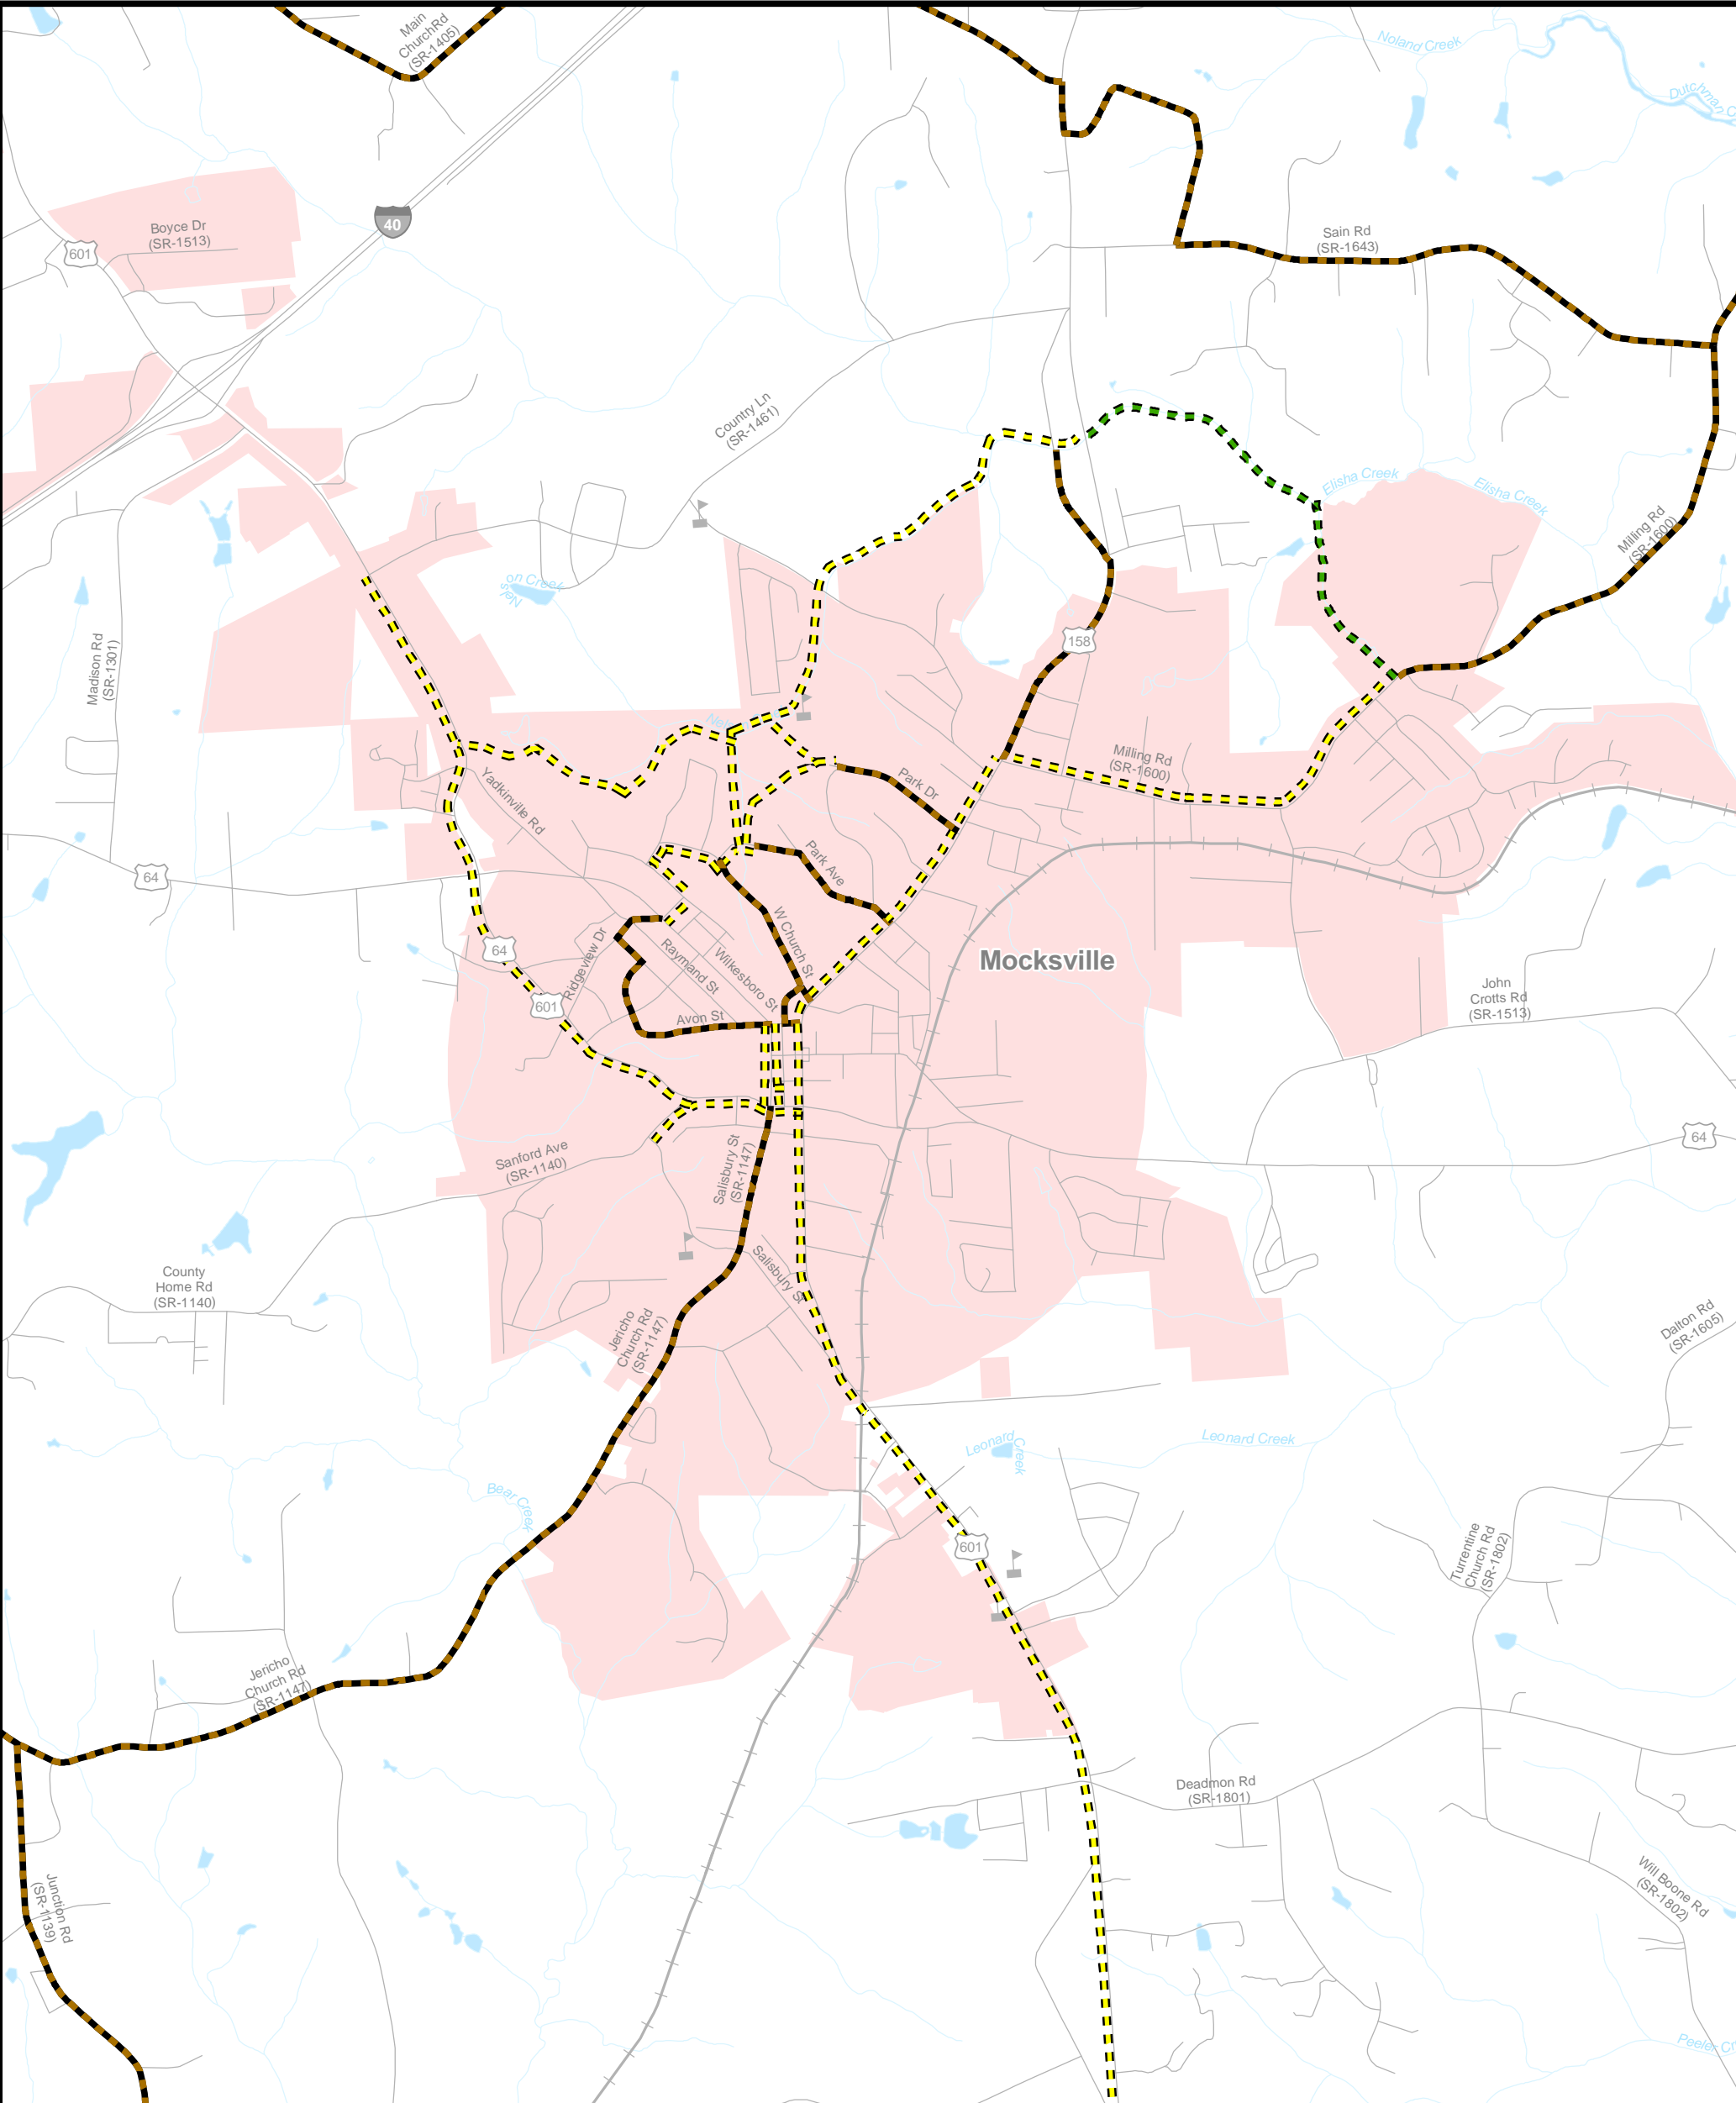 Main
ChurchRd
(SR-1405)
Noland Creek
Dutchman C
40
Boyce Dr
(SR-1513)
601
Sain Rd
(SR-1643)
Country Ln
(SR-1461)
Elisha Creek
Elisha Creek
Milling Rd
(SR-1600)
Nelson Creek
Madison Rd
(SR-1301)
158
Milling Rd
(SR-1600)
Yadkinville Rd
Park Dr
Park Ave
64
W Church St
64
Ridgeview Dr
Raymand St
Wilkesboro St
Mocksville
601
Avon St
John
Crotts Rd
(SR-1513)
64
Sanford Ave
(SR-1140)
Salisbury St
(SR-1147)
Salisbury St
County
Home Rd
(SR-1140)
Jericho
Church Rd
(SR-1147)
Dalton Rd
(SR-1605)
Leonard Creek
Leonard Creek
Bear Creek
601
Turrentine
Church Rd
(SR-1802)
Jericho
Church Rd
(SR-1147)
Deadmon Rd
(SR-1801)
Junction Rd
(SR-1139)
Will Boone Rd
(SR-1802)
Peeler Cr